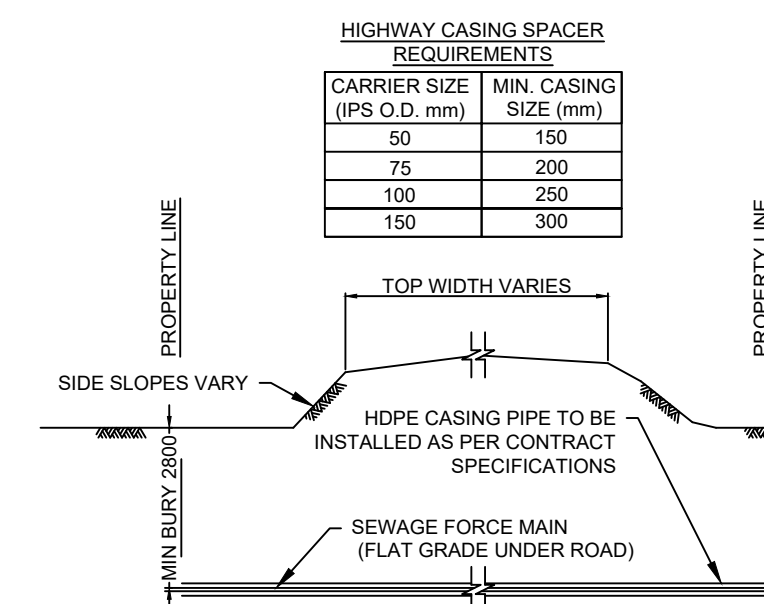 HIGHWAY CASING SPACER
REQUIREMENTS
CARRIER SIZE
(IPS O.D. mm)
MIN. CASING
SIZE (mm)
50 150
75 200
100 250
150 300
PROPERTY LINE
PROPERTY LINE
TOP WIDTH VARIES
SIDE SLOPES VARY
HDPE CASING PIPE TO BE
INSTALLED AS PER CONTRACT
SPECIFICATIONS
MIN BURY 2800
SEWAGE FORCE MAIN
(FLAT GRADE UNDER ROAD)